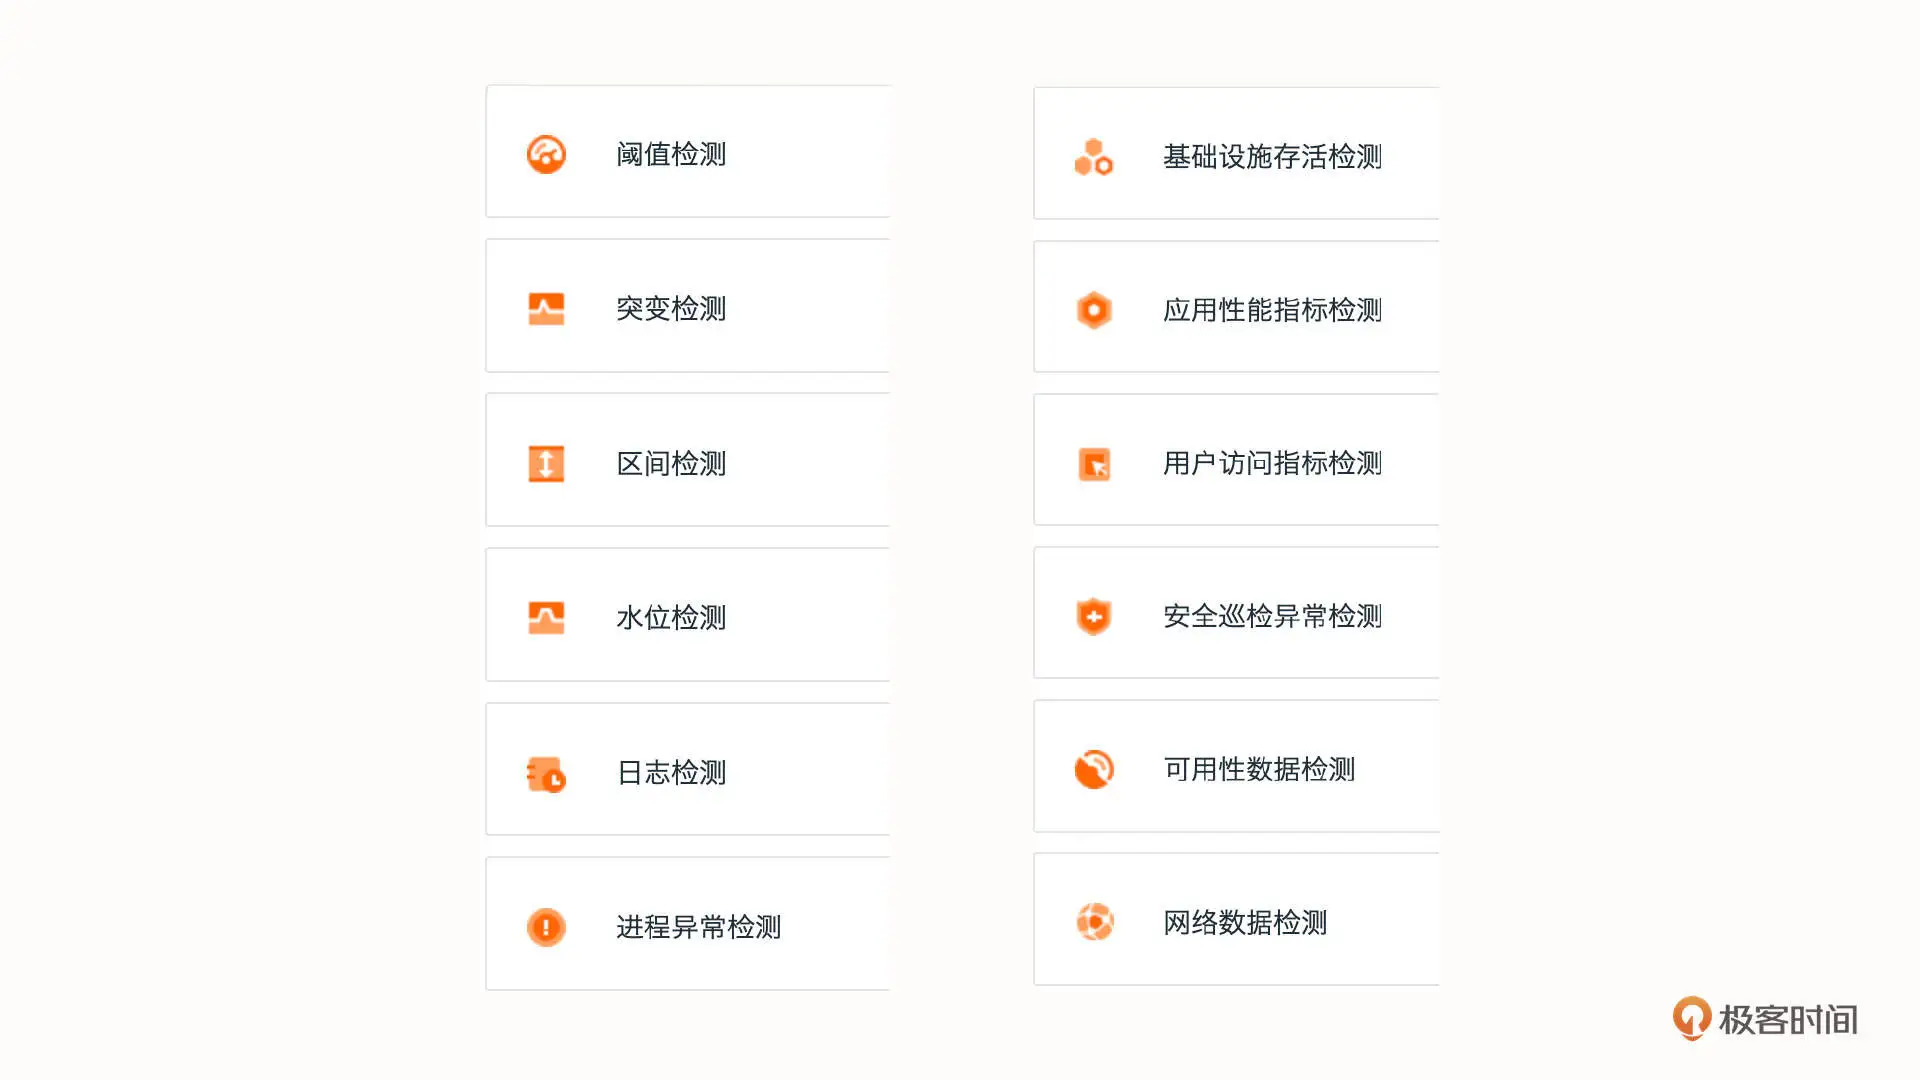 阈值检测
突变检测
区间检测
水位检测
日志检测
进程异常检测
基础设施存活检测
应用性能指标检测
用户访问指标检测
安全巡检异常检测
可用性数据检测
网络数据检测
极客时间